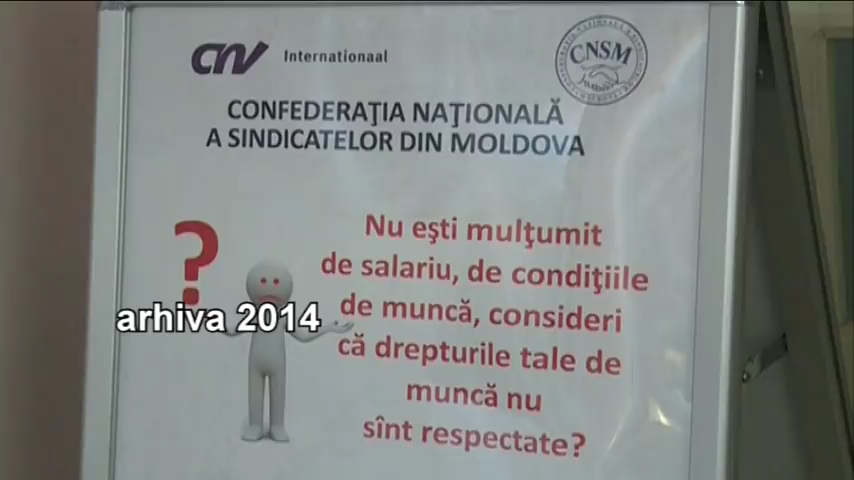 CNV Internationaal
CNSM
CONFEDERAŢIA NAŢIONALĂ
A SINDICATELOR DIN MOLDOVA
?
Nu eşti mulţumit
de salariu, de condiţiile
de muncă, consideri
că drepturile tale de
muncă nu
sînt respectate?
arhiva 2014